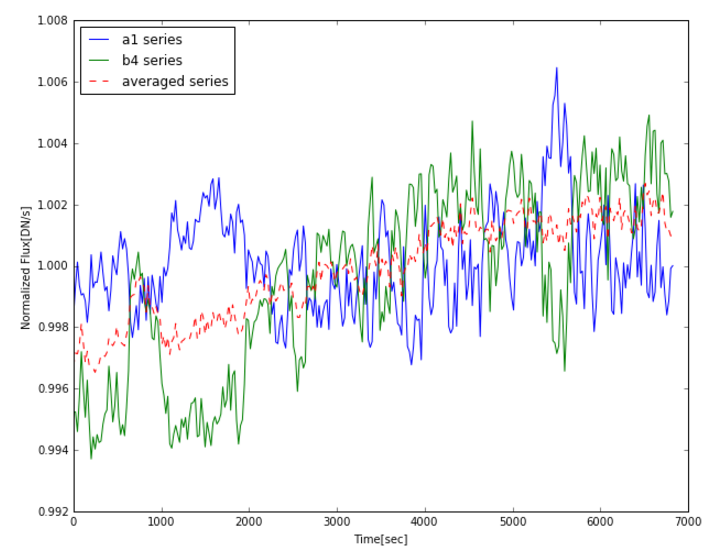 1.008
1.006
1.004
1.002
1.000
0.998
0.996
0.994
0.992
Normalized Flux[DN/s]
a1 series
b4 series
averaged series
0 1000 2000 3000 4000 5000 6000 7000
Time[sec]